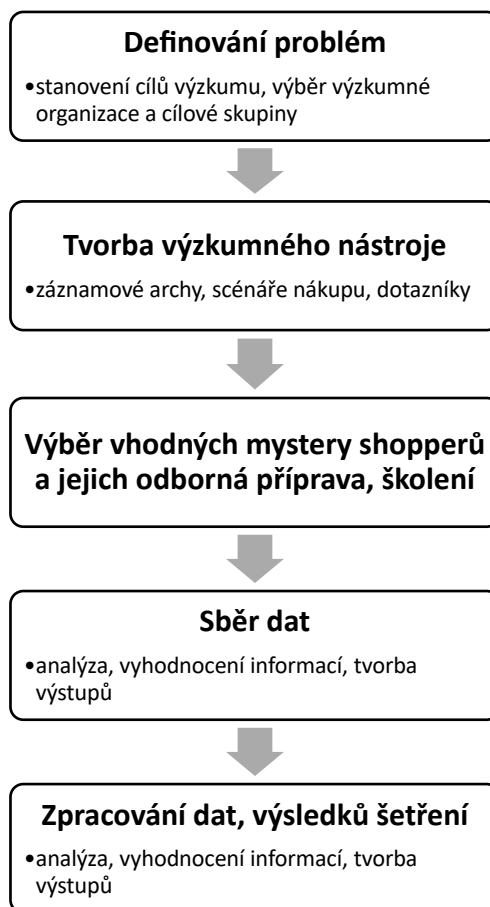 Definování problém
•stanovení cílů výzkumu, výběr výzkumné
organizace a cílové skupiny
Tvorba výzkumného nástroje
•záznamové archy, scénáře nákupu, dotazníky
Výběr vhodných mystery shopperů
a jejich odborná příprava, školení
Sběr dat
•analýza, vyhodnocení informací, tvorba
výstupů
Zpracování dat, výsledků šetření
•analýza, vyhodnocení informací, tvorba
výstupů